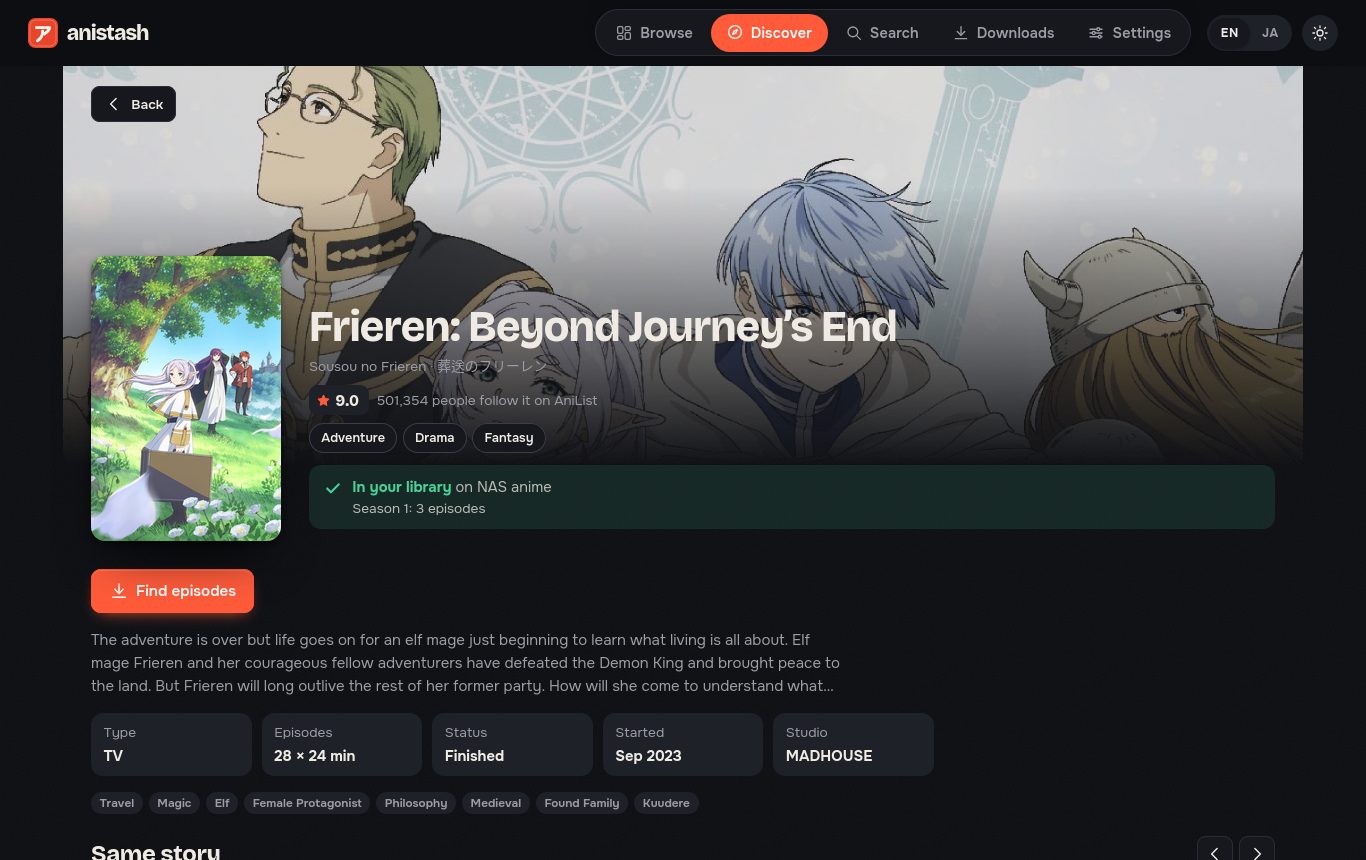 ア anistash
Browse
Discover
Search
Downloads
Settings
EN
JA
Back
Frieren: Beyond Journey's End
Sousou no Frieren · 葬送のフリーレン
9.0 501,354 people follow it on AniList
Adventure
Drama
Fantasy
In your library on NAS anime
Season 1: 3 episodes
Find episodes
The adventure is over but life goes on for an elf mage just beginning to learn what living is all about. Elf
mage Frieren and her courageous fellow adventurers have defeated the Demon King and brought peace to
the land. But Frieren will long outlive the rest of her former party. How will she come to understand what…
Type
TV
Episodes
28 × 24 min
Status
Finished
Started
Sep 2023
Studio
MADHOUSE
Travel
Magic
Elf
Female Protagonist
Philosophy
Medieval
Found Family
Kuudere
Same story